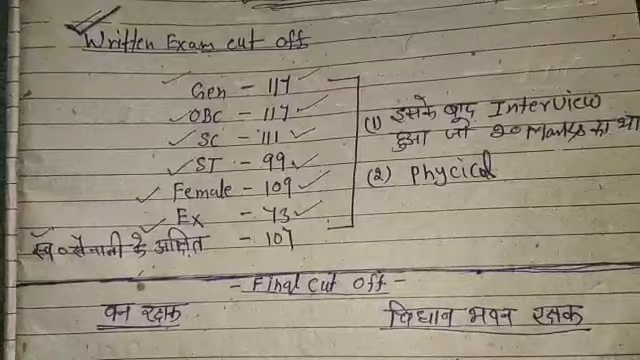 Written Exam cut off
Gen - 117
OBC - 117
SC - 111
ST - 99
Female - 109
Ex - 73
स्व०सेनानी के आश्रित - 107
(1) इसके बाद Interview
हुआ जो 20 Marks का था
(2) Phycical
- Final Cut Off -
वन रक्षक
विधान भवन रक्षक